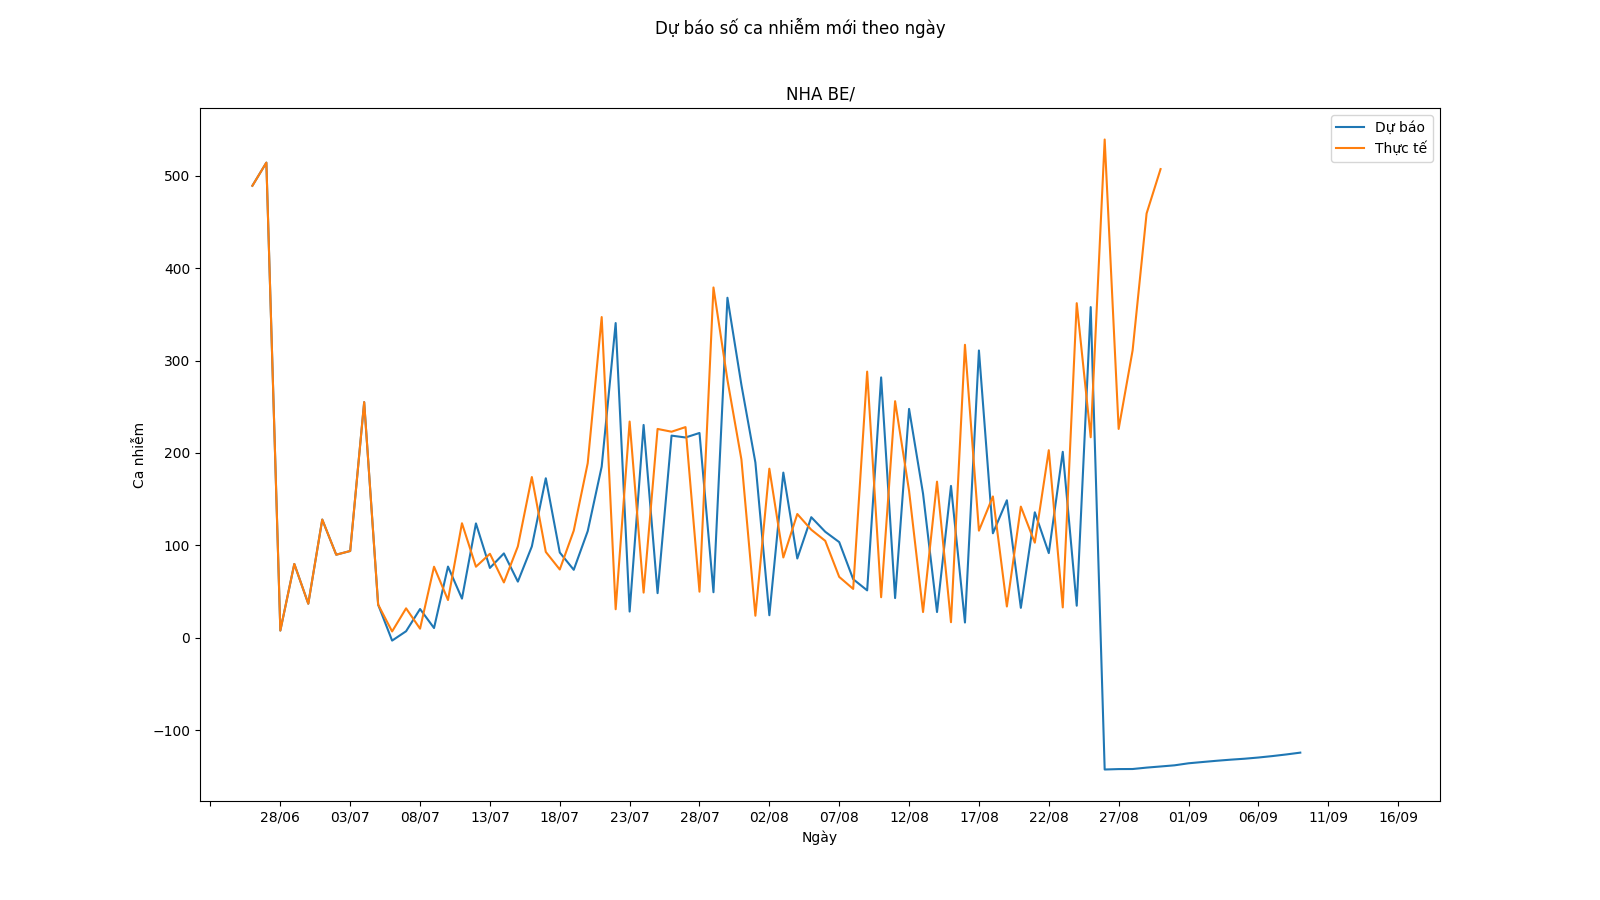 Dự báo số ca nhiễm mới theo ngày
NHA BE/
Dự báo
Thực tế
Ca nhiễm
500
400
300
200
100
0
−100
28/06 03/07 08/07 13/07 18/07 23/07 28/07 02/08 07/08 12/08 17/08 22/08 27/08 01/09 06/09 11/09 16/09
Ngày